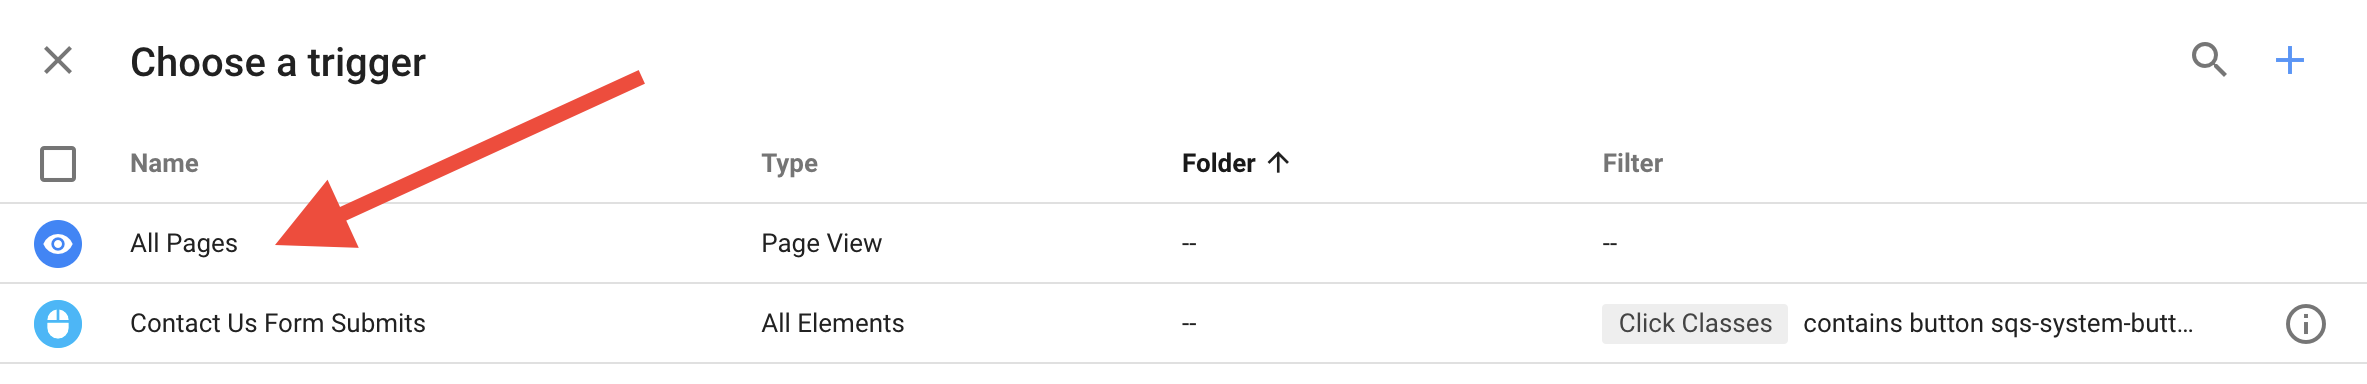 Choose a trigger
Name Type Folder Filter
All Pages Page View -- --
Contact Us Form Submits All Elements -- Click Classes contains button sqs-system-butt...